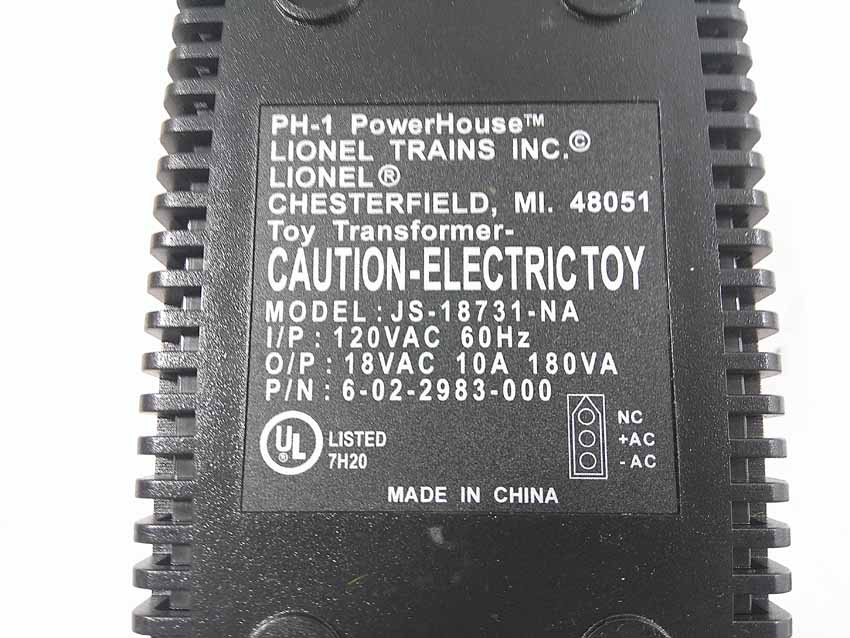 PH-1 PowerHouse™
LIONEL TRAINS INC.©
LIONEL®
CHESTERFIELD, MI. 48051
Toy Transformer-
CAUTION-ELECTRICTOY
MODEL: JS-18731-NA
I/P: 120VAC 60Hz
O/P: 18VAC 10A 180VA
P/N: 6-02-2983-000
NC
+AC
-AC
UL®
LISTED
7H20
MADE IN CHINA